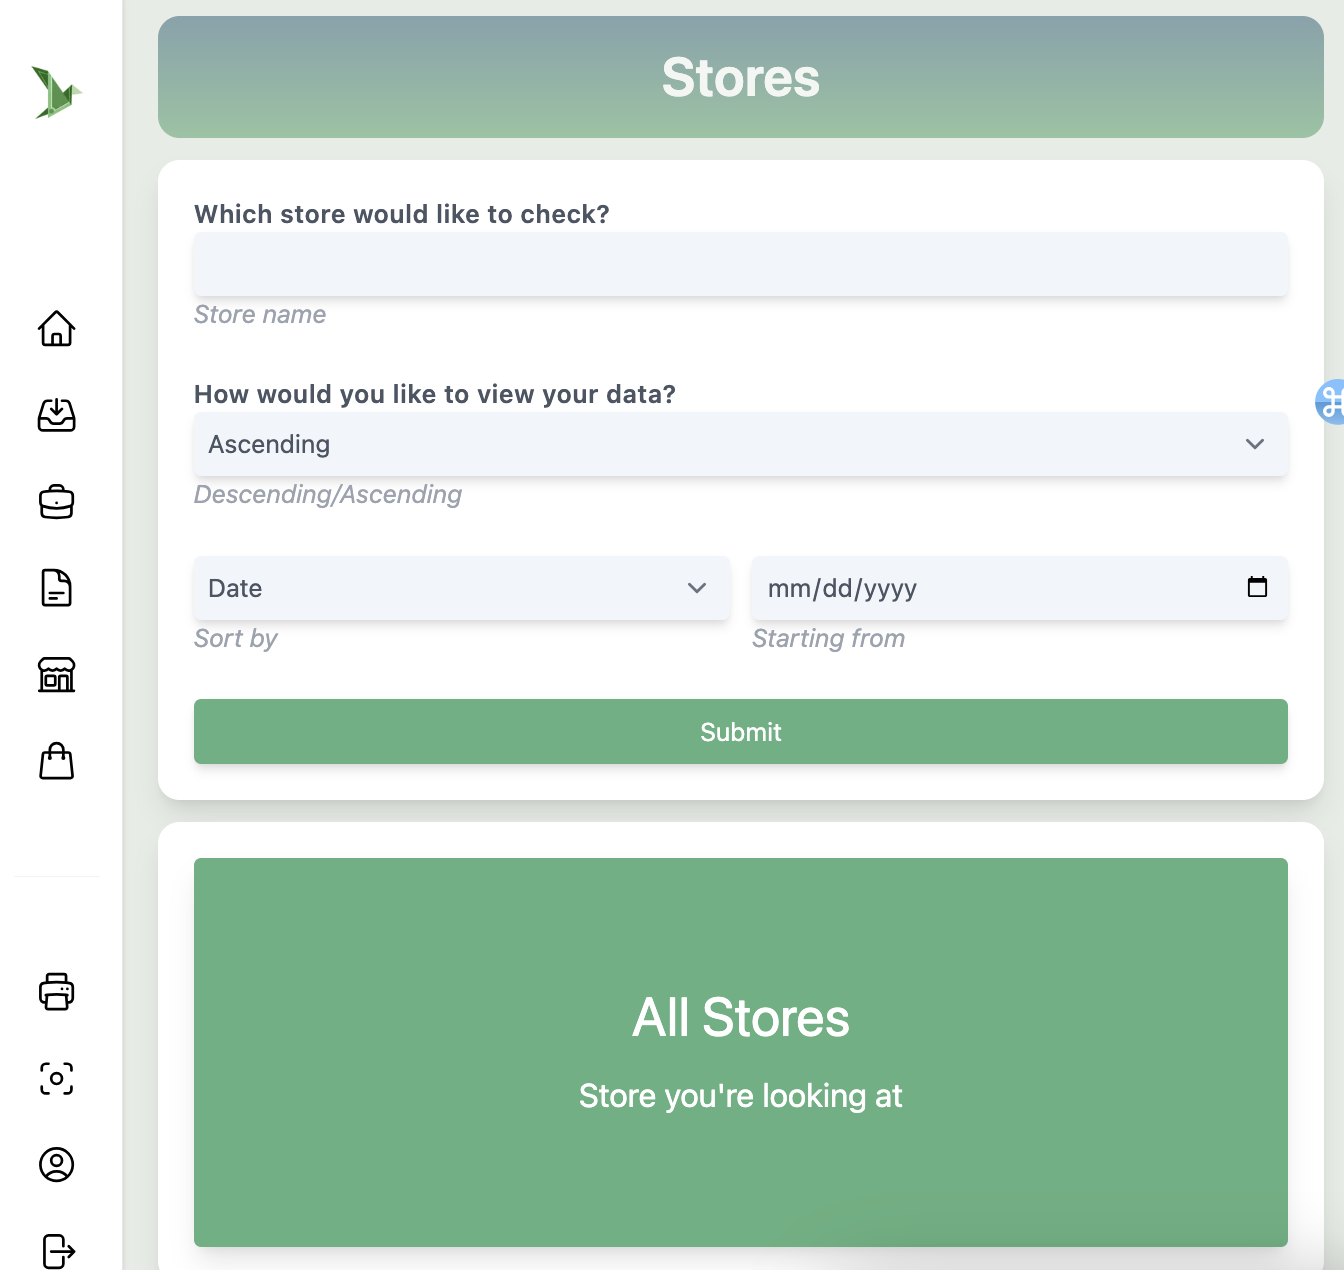 Stores
Which store would like to check?
Store name
How would you like to view your data?
Ascending
Descending/Ascending
Date
mm/dd/yyyy
Sort by
Starting from
Submit
All Stores
Store you're looking at